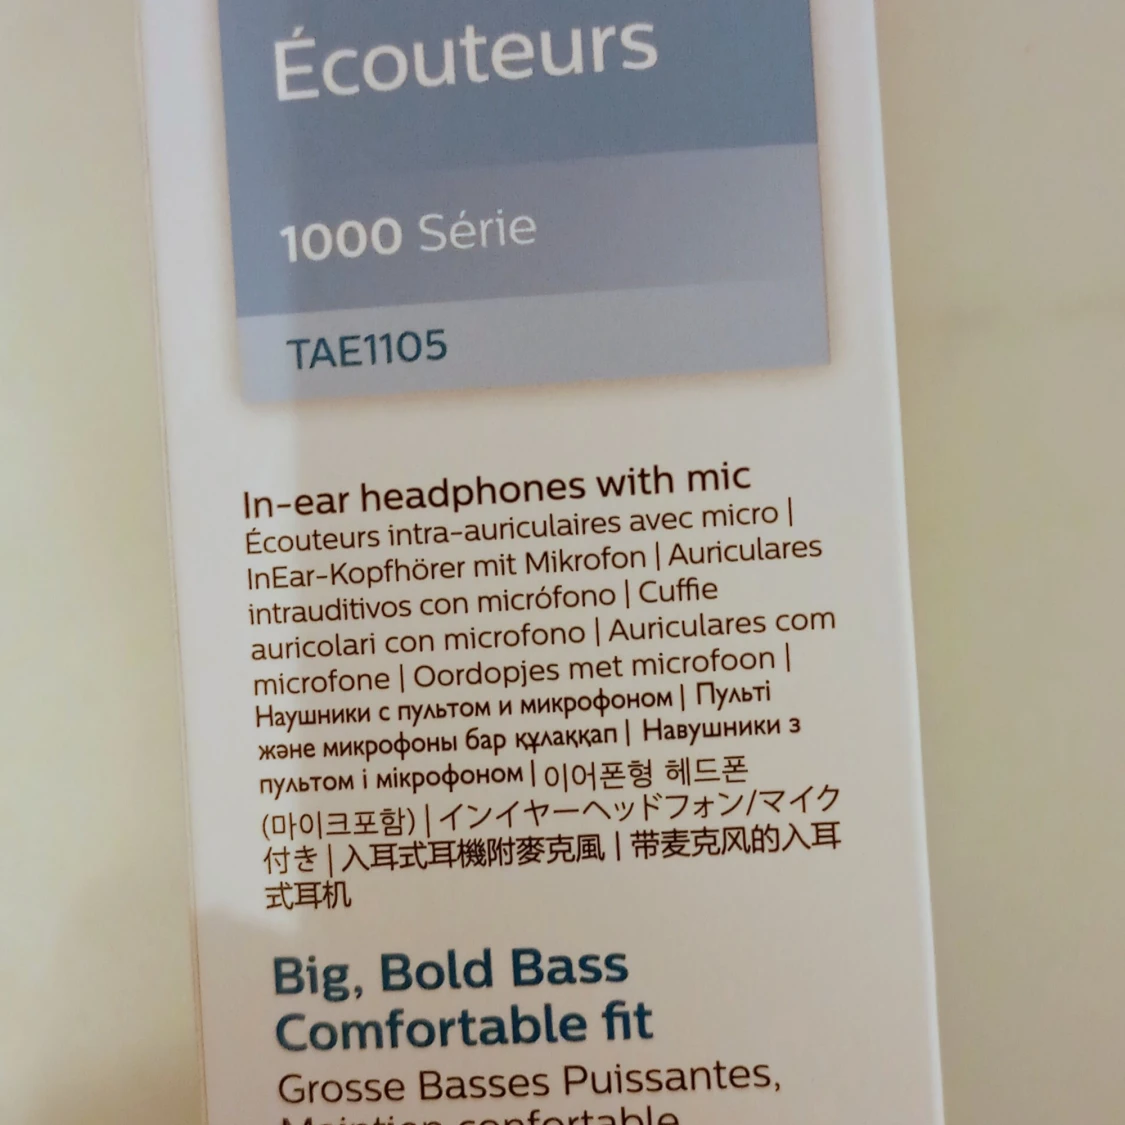 Écouteurs
1000 Série
TAE1105
In-ear headphones with mic
Écouteurs intra-auriculaires avec micro |
InEar-Kopfhörer mit Mikrofon | Auriculares
intrauditivos con micrófono | Cuffie
auricolari con microfono | Auriculares com
microfone | Oordopjes met microfoon |
Наушники с пультом и микрофоном | Пульті
және микрофоны бар құлаққап | Навушники з
пультом і мікрофоном | 이어폰형 헤드폰
(마이크포함) | インイヤーヘッドフォン/マイク
付き | 入耳式耳機附麥克風 | 带麦克风的入耳
式耳机
Big, Bold Bass
Comfortable fit
Grosse Basses Puissantes,
Maintien confortable